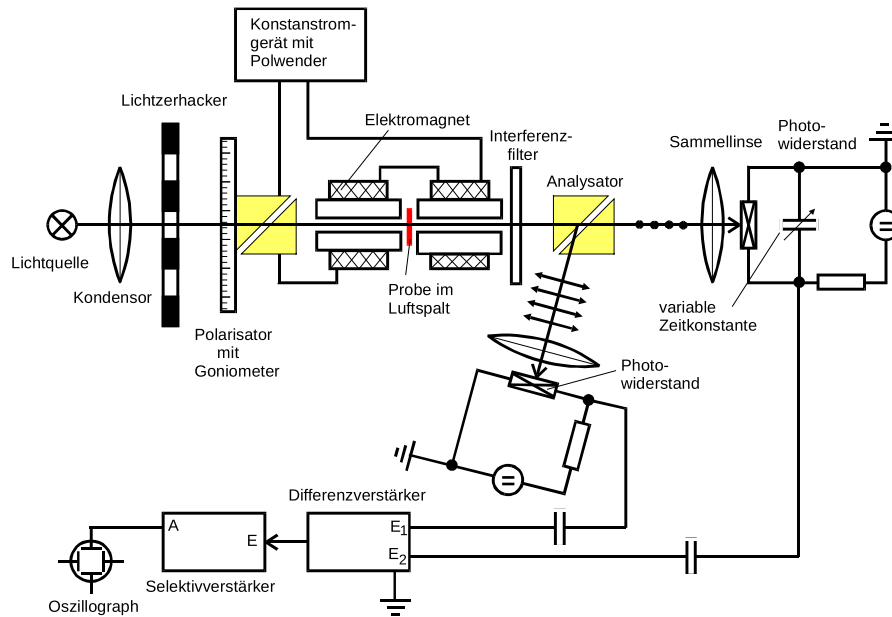 Konstanstrom-
gerät mit
Polwender
Lichtzerhacker
Elektromagnet
Interferenz-
filter
Analysator
Sammellinse
Photo-
widerstand
Lichtquelle
Kondensor
Polarisator
mit
Goniometer
Probe im
Luftspalt
variable
Zeitkonstante
Photo-
widerstand
Differenzverstärker
A
E
E1
E2
Selektivverstärker
Oszillograph